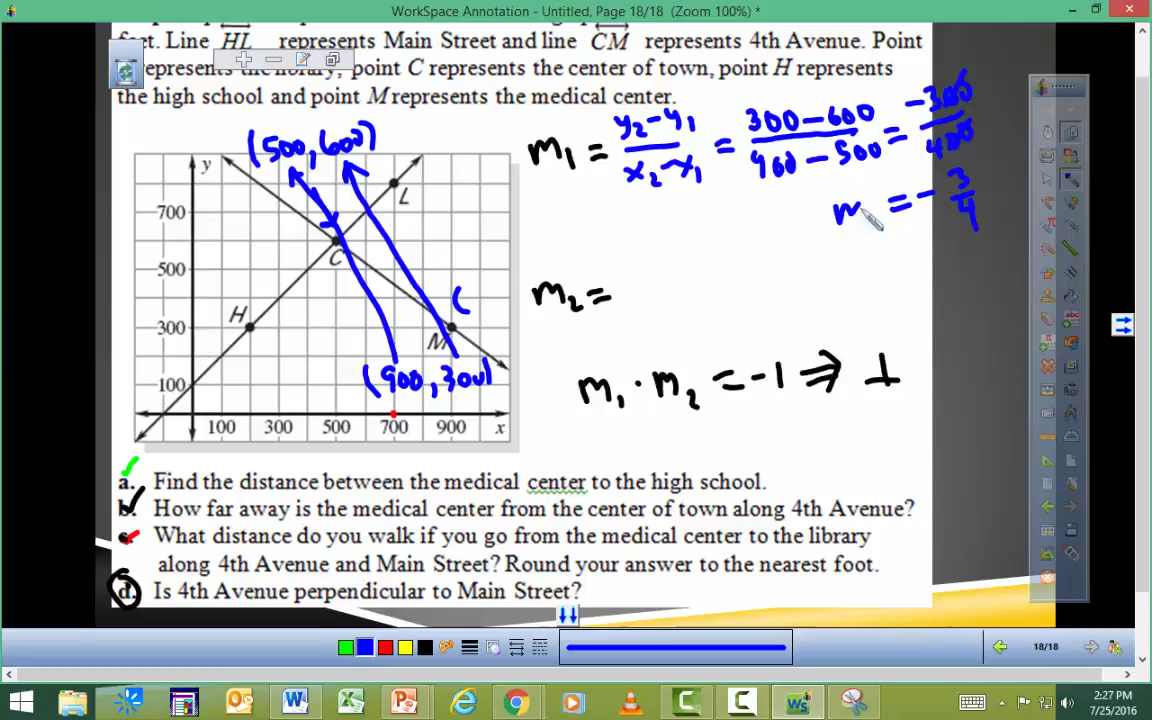 WorkSpace Annotation - Untitled, Page 18/18 (Zoom 100%) *
feet. Line HL represents Main Street and line CM represents 4th Avenue. Point
represents the library, point C represents the center of town, point H represents
the high school and point M represents the medical center.
(500,600)
m₁ = y₂-y₁/x₂-x₁ = 300-600/900-500 = -300/400
m = -3/4
y
L
700
C
500
H
300
M
100
(
(900,300)
100 300 500 700 900 x
m₂ =
m₁ · m₂ = -1 ⇒ ⊥
a. Find the distance between the medical center to the high school.
b. How far away is the medical center from the center of town along 4th Avenue?
c. What distance do you walk if you go from the medical center to the library
along 4th Avenue and Main Street? Round your answer to the nearest foot.
d. Is 4th Avenue perpendicular to Main Street?
18/18
2:27 PM
7/25/2016